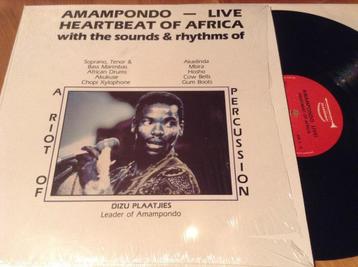 AMAMPONDO — LIVE
HEARTBEAT OF AFRICA
with the sounds & rhythms of
Soprano, Tenor &
Bass Marimbas
African Drums
Akukuse
Chopi Xylophone
Akadinda
Mbira
Hosho
Cow Bells
Gum Boots
A RIOT OF
PERCUSSION
DIZU PLAATJIES
Leader of Amampondo